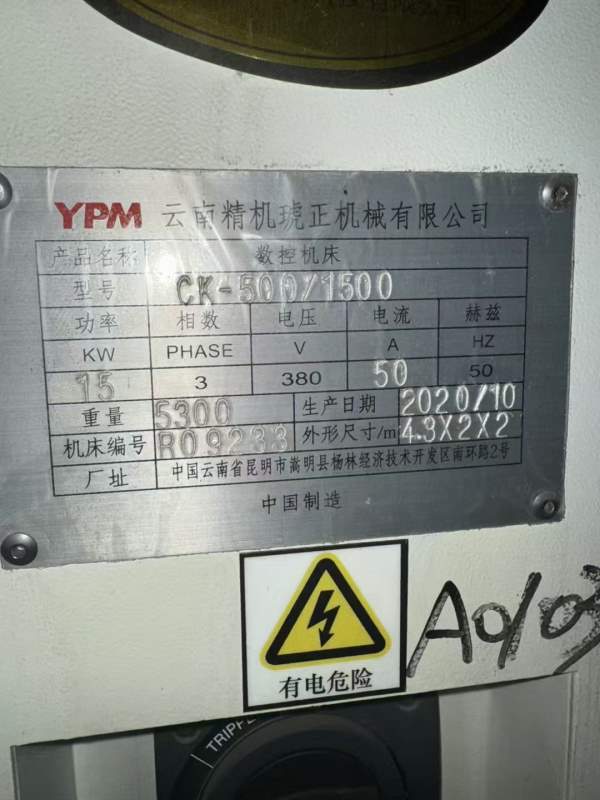 有限公司
YPM 云南精机琥正机械有限公司
产品名称 数控机床
型号 CK-500/1500
功率 相数 电压 电流 赫兹
KW PHASE V A HZ
15 3 380 50 50
重量 5300 生产日期 2020/10
机床编号 R09233 外形尺寸/m 4.3X2X2
厂址 中国云南省昆明市嵩明县杨林经济技术开发区南环路2号
中国制造
有电危险
A0103